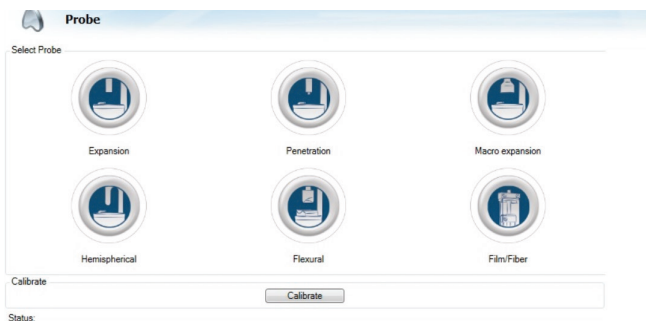 Probe
Select Probe
Expansion Penetration Macro expansion
Hemispherical Flexural Film/Fiber
Calibrate
Calibrate
Status: